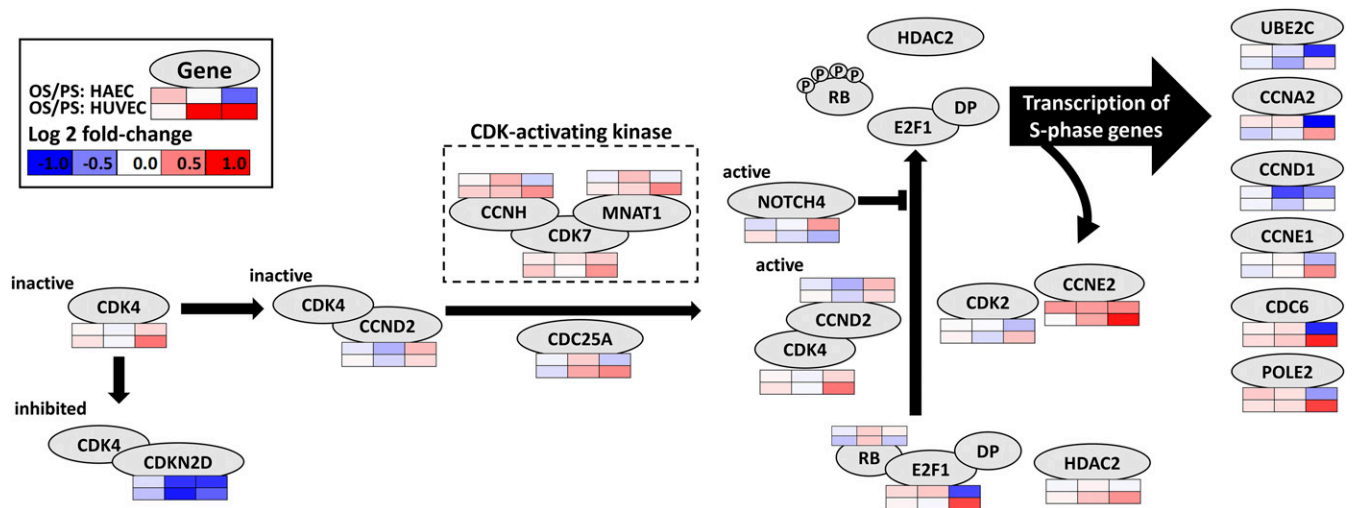 Gene
OS/PS: HAEC
OS/PS: HUVEC
Log 2 fold-change
-1.0 -0.5 0.0 0.5 1.0
inactive
CDK4
inhibited
CDK4
CDKN2D
inactive
CDK4
CCND2
CDK-activating kinase
CCNH
MNAT1
CDK7
CDC25A
HDAC2
P P P P
RB
E2F1
DP
active
NOTCH4
active
CCND2
CDK4
CDK2
CCNE2
RB
E2F1
DP
HDAC2
Transcription of
S-phase genes
UBE2C
CCNA2
CCND1
CCNE1
CDC6
POLE2